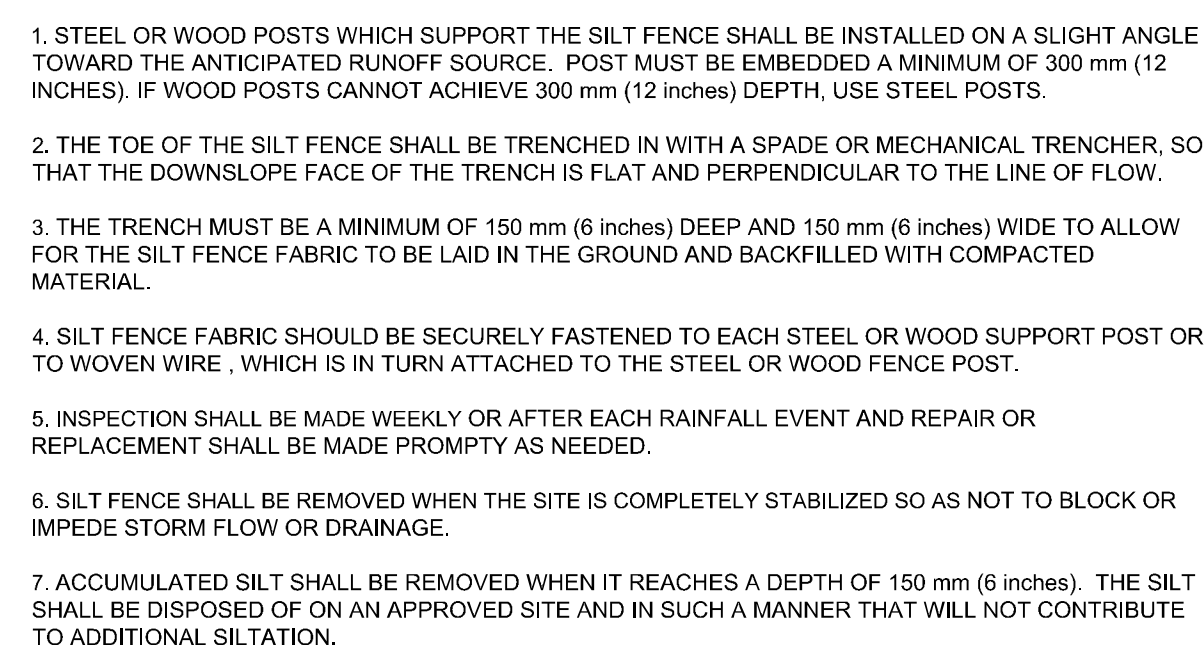 1. STEEL OR WOOD POSTS WHICH SUPPORT THE SILT FENCE SHALL BE INSTALLED ON A SLIGHT ANGLE
TOWARD THE ANTICIPATED RUNOFF SOURCE.  POST MUST BE EMBEDDED A MINIMUM OF 300 mm (12
INCHES). IF WOOD POSTS CANNOT ACHIEVE 300 mm (12 inches) DEPTH, USE STEEL POSTS.
2. THE TOE OF THE SILT FENCE SHALL BE TRENCHED IN WITH A SPADE OR MECHANICAL TRENCHER, SO
THAT THE DOWNSLOPE FACE OF THE TRENCH IS FLAT AND PERPENDICULAR TO THE LINE OF FLOW.
3. THE TRENCH MUST BE A MINIMUM OF 150 mm (6 inches) DEEP AND 150 mm (6 inches) WIDE TO ALLOW
FOR THE SILT FENCE FABRIC TO BE LAID IN THE GROUND AND BACKFILLED WITH COMPACTED
MATERIAL.
4. SILT FENCE FABRIC SHOULD BE SECURELY FASTENED TO EACH STEEL OR WOOD SUPPORT POST OR
TO WOVEN WIRE , WHICH IS IN TURN ATTACHED TO THE STEEL OR WOOD FENCE POST.
5. INSPECTION SHALL BE MADE WEEKLY OR AFTER EACH RAINFALL EVENT AND REPAIR OR
REPLACEMENT SHALL BE MADE PROMPTY AS NEEDED.
6. SILT FENCE SHALL BE REMOVED WHEN THE SITE IS COMPLETELY STABILIZED SO AS NOT TO BLOCK OR
IMPEDE STORM FLOW OR DRAINAGE.
7. ACCUMULATED SILT SHALL BE REMOVED WHEN IT REACHES A DEPTH OF 150 mm (6 inches).  THE SILT
SHALL BE DISPOSED OF ON AN APPROVED SITE AND IN SUCH A MANNER THAT WILL NOT CONTRIBUTE
TO ADDITIONAL SILTATION.